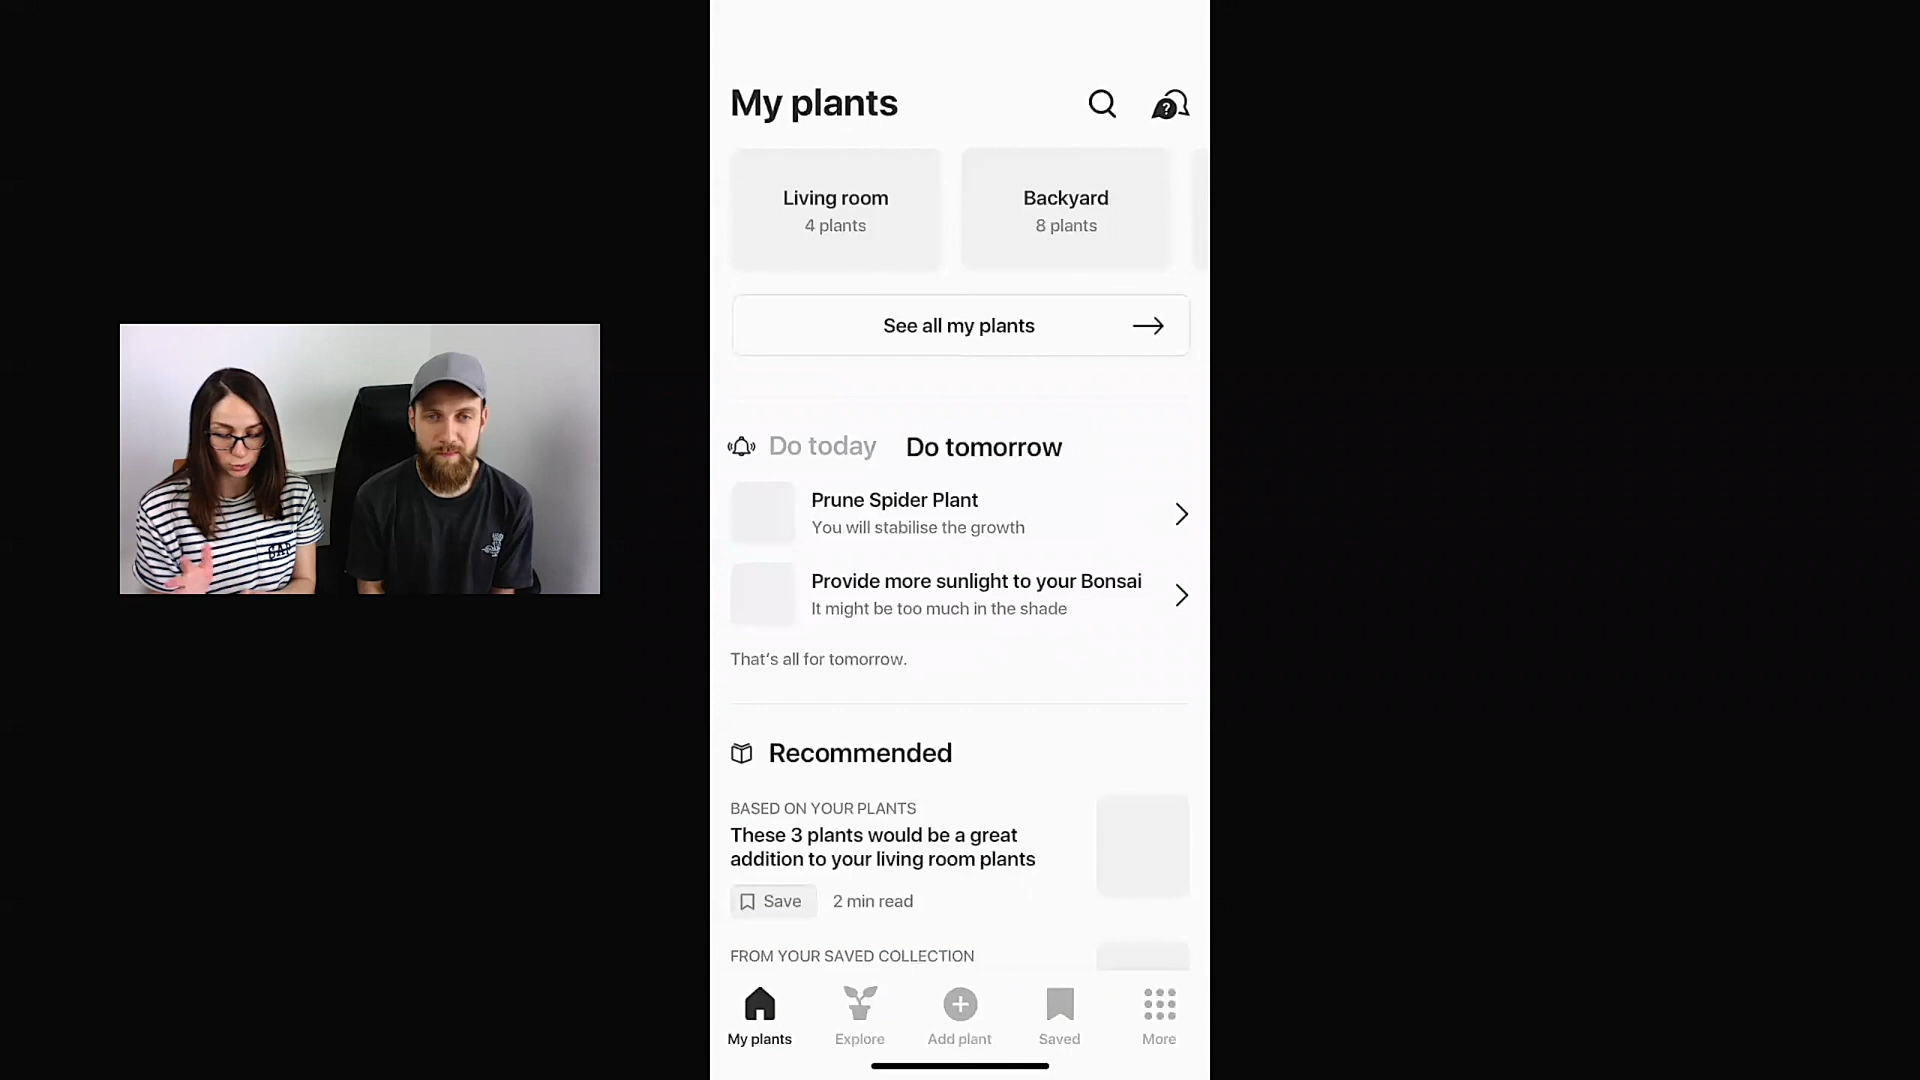 My plants
Living room
4 plants
Backyard
8 plants
See all my plants
Do today
Do tomorrow
Prune Spider Plant
You will stabilise the growth
Provide more sunlight to your Bonsai
It might be too much in the shade
That’s all for tomorrow.
Recommended
BASED ON YOUR PLANTS
These 3 plants would be a great
addition to your living room plants
Save
2 min read
FROM YOUR SAVED COLLECTION
My plants
Explore
Add plant
Saved
More